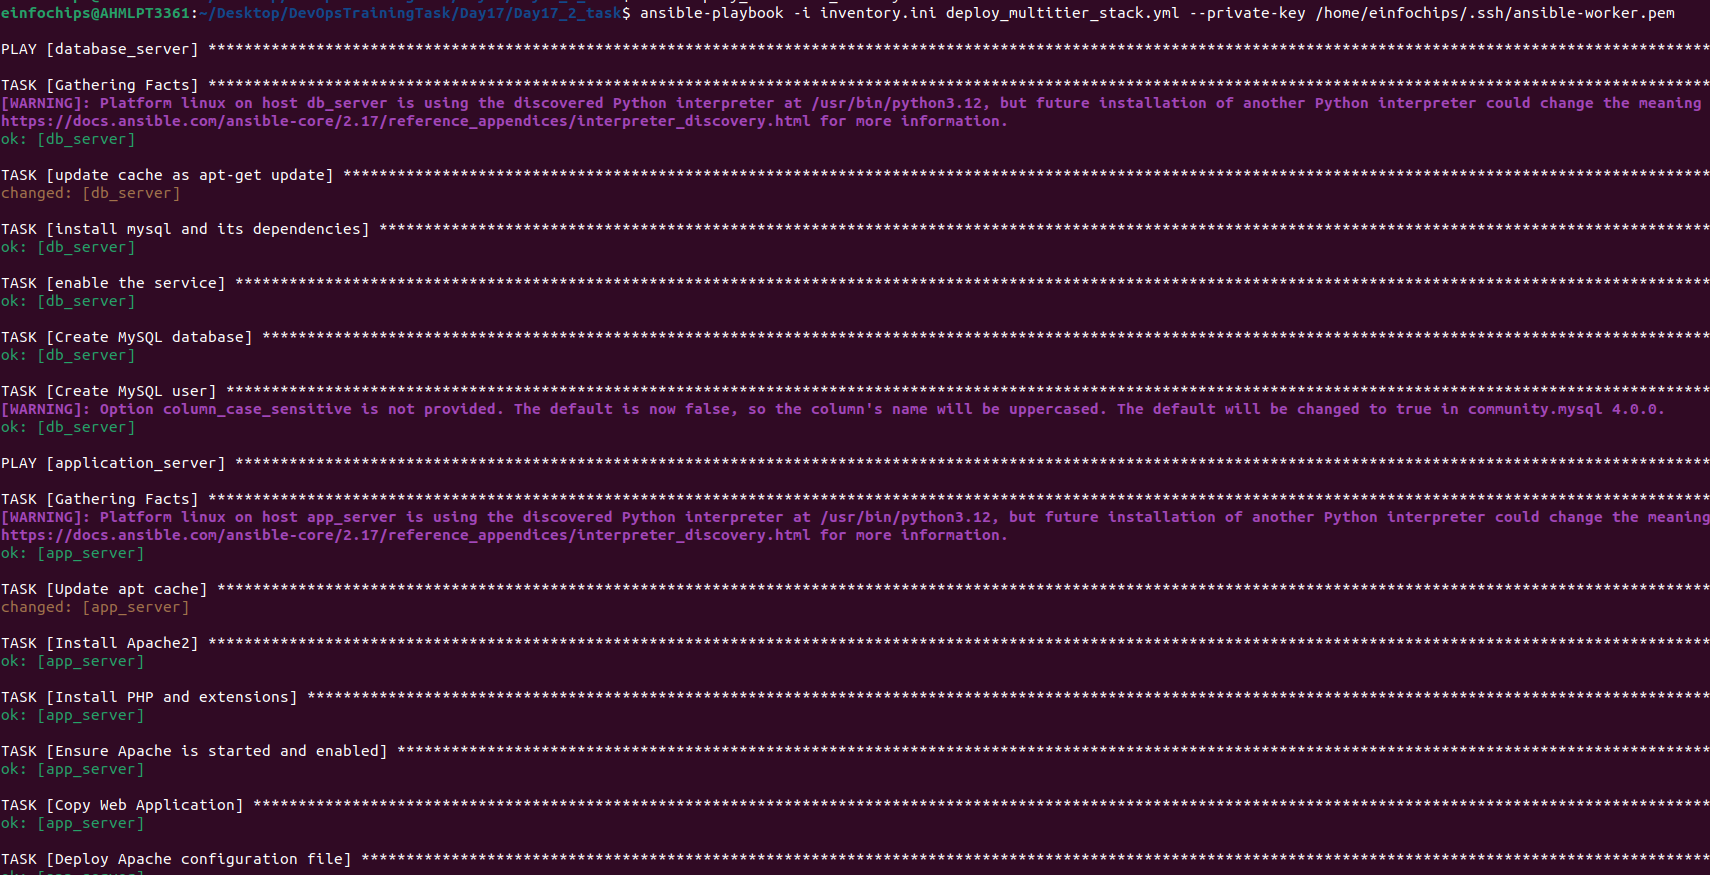 einfochips@AHMLPT3361:~/Desktop/DevOpsTrainingTask/Day17/Day17_2_task$ ansible-playbook -i inventory.ini deploy_multitier_stack.yml --private-key /home/einfochips/.ssh/ansible-worker.pem
PLAY [database_server] ***********************************************************************************************************************************************************************
TASK [Gathering Facts] ***********************************************************************************************************************************************************************
[WARNING]: Platform linux on host db_server is using the discovered Python interpreter at /usr/bin/python3.12, but future installation of another Python interpreter could change the meaning
https://docs.ansible.com/ansible-core/2.17/reference_appendices/interpreter_discovery.html for more information.
ok: [db_server]
TASK [update cache as apt-get update] ********************************************************************************************************************************************************
changed: [db_server]
TASK [install mysql and its dependencies] ****************************************************************************************************************************************************
ok: [db_server]
TASK [enable the service] ********************************************************************************************************************************************************************
ok: [db_server]
TASK [Create MySQL database] *****************************************************************************************************************************************************************
ok: [db_server]
TASK [Create MySQL user] *********************************************************************************************************************************************************************
[WARNING]: Option column_case_sensitive is not provided. The default is now false, so the column's name will be uppercased. The default will be changed to true in community.mysql 4.0.0.
ok: [db_server]
PLAY [application_server] ********************************************************************************************************************************************************************
TASK [Gathering Facts] ***********************************************************************************************************************************************************************
[WARNING]: Platform linux on host app_server is using the discovered Python interpreter at /usr/bin/python3.12, but future installation of another Python interpreter could change the meaning
https://docs.ansible.com/ansible-core/2.17/reference_appendices/interpreter_discovery.html for more information.
ok: [app_server]
TASK [Update apt cache] **********************************************************************************************************************************************************************
changed: [app_server]
TASK [Install Apache2] ***********************************************************************************************************************************************************************
ok: [app_server]
TASK [Install PHP and extensions] ************************************************************************************************************************************************************
ok: [app_server]
TASK [Ensure Apache is started and enabled] **************************************************************************************************************************************************
ok: [app_server]
TASK [Copy Web Application] ******************************************************************************************************************************************************************
ok: [app_server]
TASK [Deploy Apache configuration file] ******************************************************************************************************************************************************